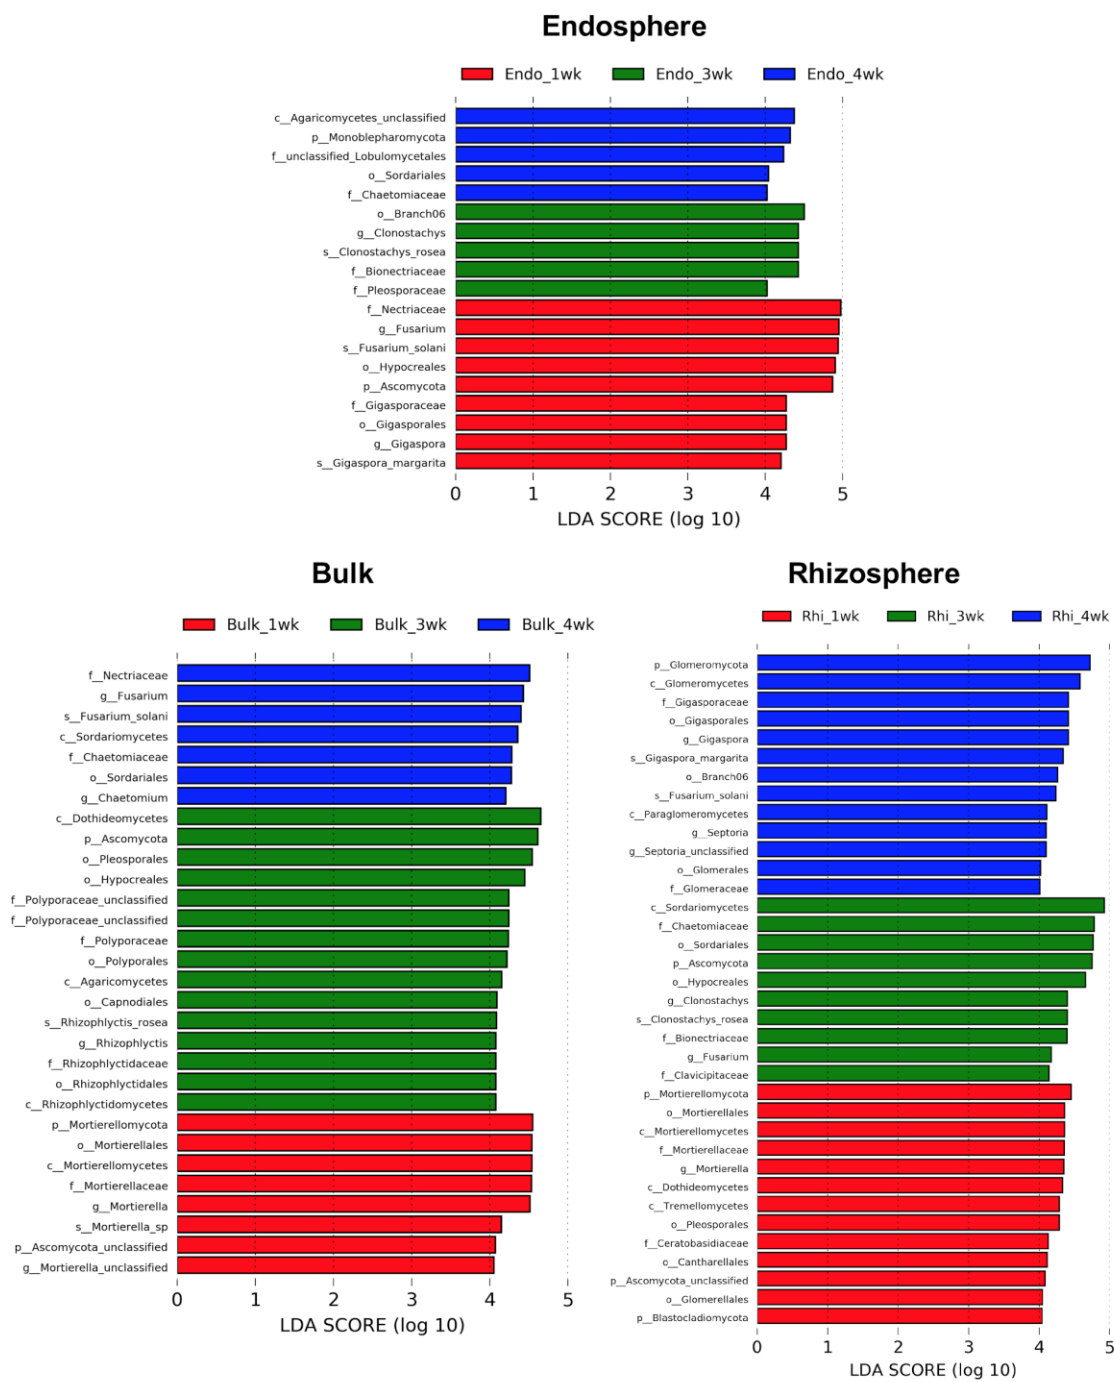 Endosphere
Endo_1wk Endo_3wk Endo_4wk
c__Agaricomycetes_unclassified
p__Monoblepharomycota
f__unclassified_Lobulomycetales
o__Sordariales
f__Chaetomiaceae
o__Branch06
g__Clonostachys
s__Clonostachys_rosea
f__Bionectriaceae
f__Pleosporaceae
f__Nectriaceae
g__Fusarium
s__Fusarium_solani
o__Hypocreales
p__Ascomycota
f__Gigasporaceae
o__Gigasporales
g__Gigaspora
s__Gigaspora_margarita
0 1 2 3 4 5
LDA SCORE (log 10)
Bulk
Bulk_1wk Bulk_3wk Bulk_4wk
f__Nectriaceae
g__Fusarium
s__Fusarium_solani
c__Sordariomycetes
f__Chaetomiaceae
o__Sordariales
g__Chaetomium
c__Dothideomycetes
p__Ascomycota
o__Pleosporales
o__Hypocreales
f__Polyporaceae_unclassified
f__Polyporaceae_unclassified
f__Polyporaceae
o__Polyporales
c__Agaricomycetes
o__Capnodiales
s__Rhizophlyctis_rosea
g__Rhizophlyctis
f__Rhizophlyctidaceae
o__Rhizophlyctidales
c__Rhizophlyctidomycetes
p__Mortierellomycota
o__Mortierellales
c__Mortierellomycetes
f__Mortierellaceae
g__Mortierella
s__Mortierella_sp
p__Ascomycota_unclassified
g__Mortierella_unclassified
0 1 2 3 4 5
LDA SCORE (log 10)
Rhizosphere
Rhi_1wk Rhi_3wk Rhi_4wk
p__Glomeromycota
c__Glomeromycetes
f__Gigasporaceae
o__Gigasporales
g__Gigaspora
s__Gigaspora_margarita
o__Branch06
s__Fusarium_solani
c__Paraglomeromycetes
g__Septoria
g__Septoria_unclassified
o__Glomerales
f__Glomeraceae
c__Sordariomycetes
f__Chaetomiaceae
o__Sordariales
p__Ascomycota
o__Hypocreales
g__Clonostachys
s__Clonostachys_rosea
f__Bionectriaceae
g__Fusarium
f__Clavicipitaceae
p__Mortierellomycota
o__Mortierellales
c__Mortierellomycetes
f__Mortierellaceae
g__Mortierella
c__Dothideomycetes
c__Tremellomycetes
o__Pleosporales
f__Ceratobasidiaceae
o__Cantharellales
p__Ascomycota_unclassified
o__Glomerellales
p__Blastocladiomycota
0 1 2 3 4 5
LDA SCORE (log 10)